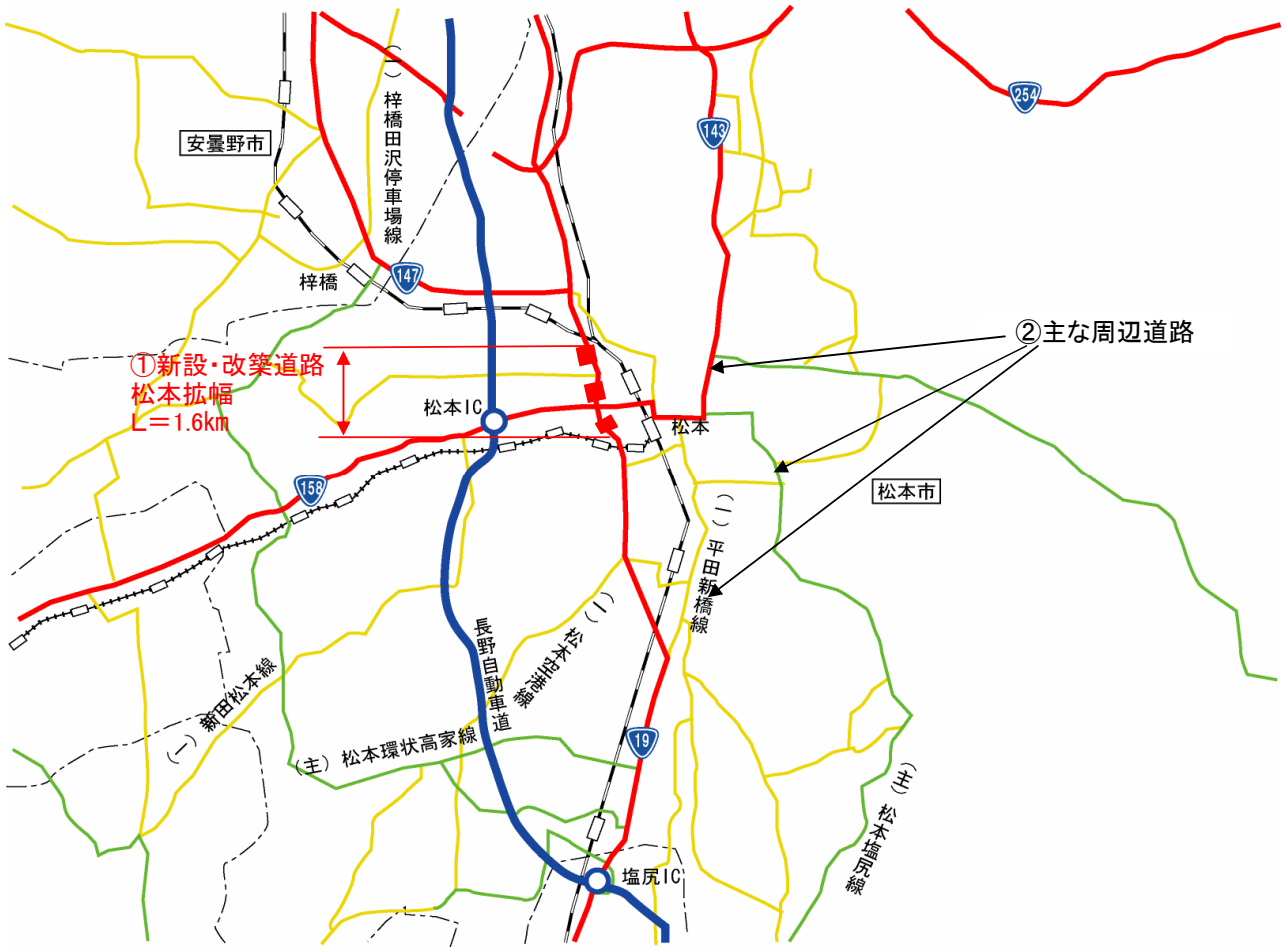 254
143
(一)梓橋田沢停車場線
安曇野市
147
梓橋
②主な周辺道路
①新設・改築道路
松本拡幅
L=1.6km
松本IC
松本
158
松本市
(一)平田新橋線
(一)松本空港線
長野自動車道
(一)新田松本線
(主)松本環状高家線
19
(主)松本塩尻線
塩尻IC